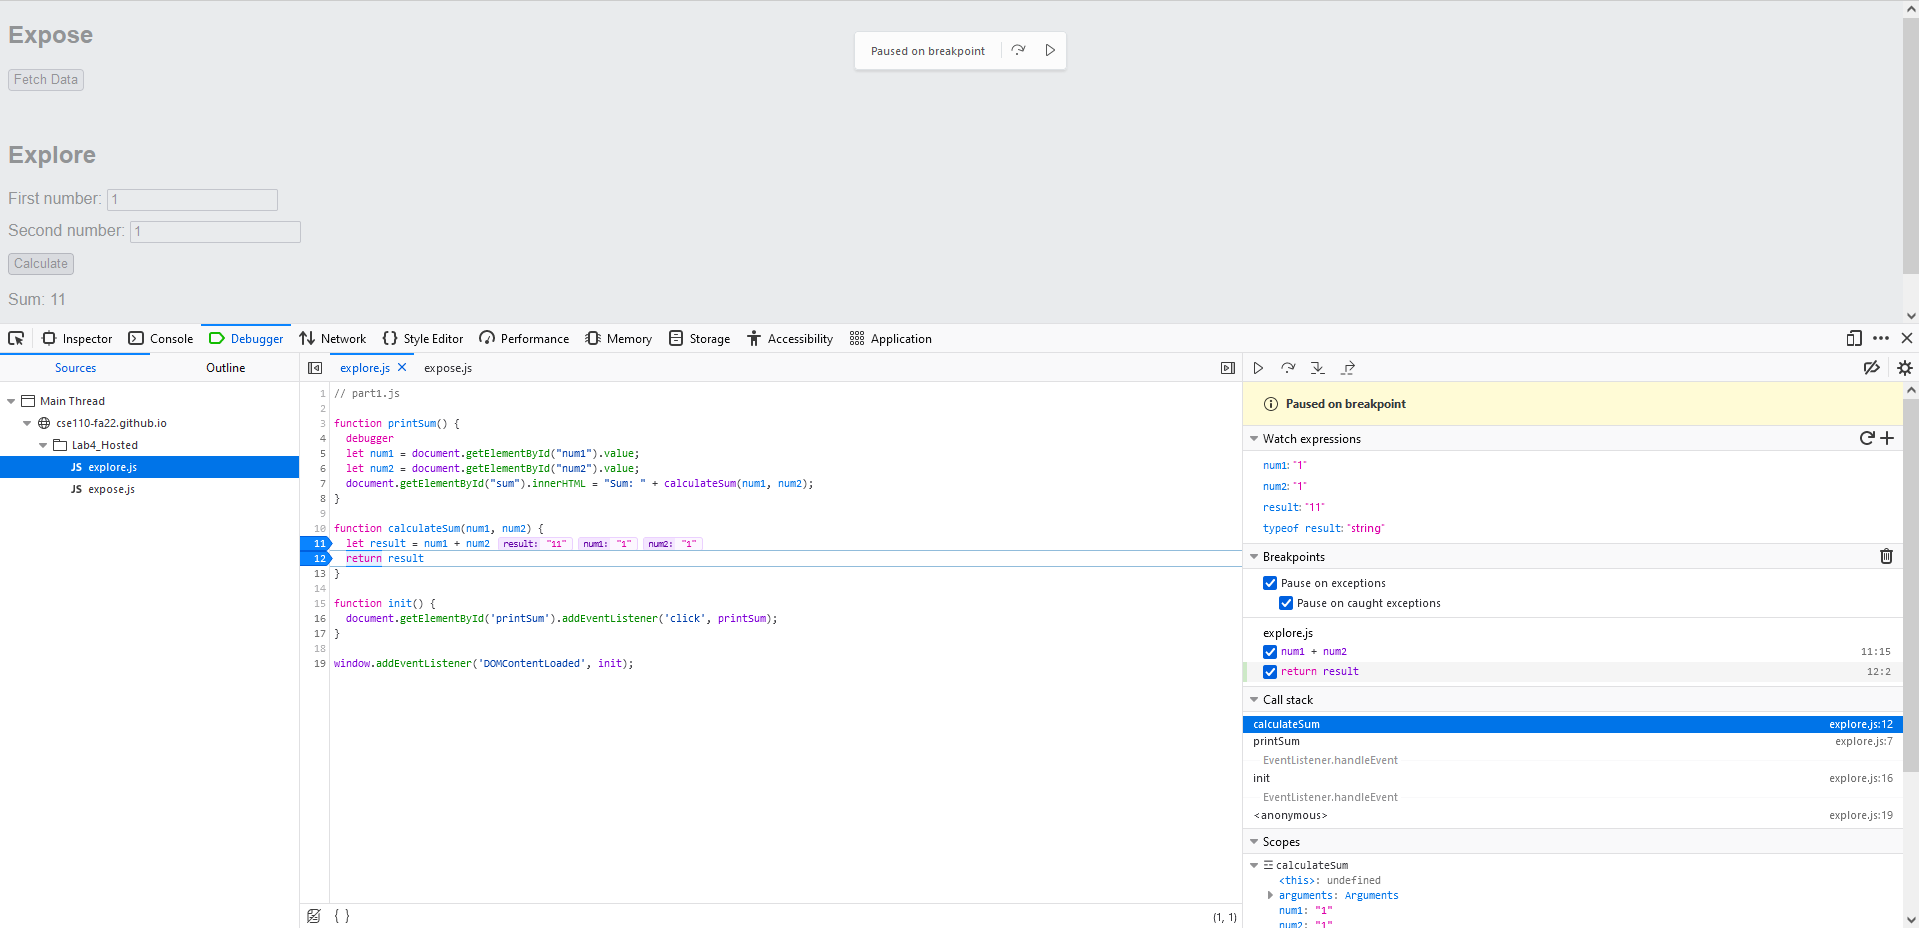 Expose
Paused on breakpoint
Fetch Data
Explore
First number: 1
Second number: 1
Calculate
Sum: 11
Inspector Console Debugger Network Style Editor Performance Memory Storage Accessibility Application
Sources Outline
Main Thread
cse110-fa22.github.io
Lab4_Hosted
JS explore.js
JS expose.js
explore.js expose.js
1 // part1.js
2
3 function printSum() {
4 debugger
5 let num1 = document.getElementById("num1").value;
6 let num2 = document.getElementById("num2").value;
7 document.getElementById("sum").innerHTML = "Sum: " + calculateSum(num1, num2);
8 }
9
10 function calculateSum(num1, num2) {
11 let result = num1 + num2 result: "11" num1: "1" num2: "1"
12 return result
13 }
14
15 function init() {
16 document.getElementById('printSum').addEventListener('click', printSum);
17 }
18
19 window.addEventListener('DOMContentLoaded', init);
{ } (1, 1)
Paused on breakpoint
Watch expressions
num1: "1"
num2: "1"
result: "11"
typeof result: "string"
Breakpoints
Pause on exceptions
Pause on caught exceptions
explore.js
num1 + num2 11:15
return result 12:2
Call stack
calculateSum explore.js:12
printSum explore.js:7
EventListener.handleEvent
init explore.js:16
EventListener.handleEvent
<anonymous> explore.js:19
Scopes
calculateSum
<this>: undefined
arguments: Arguments
num1: "1"
num2: "1"